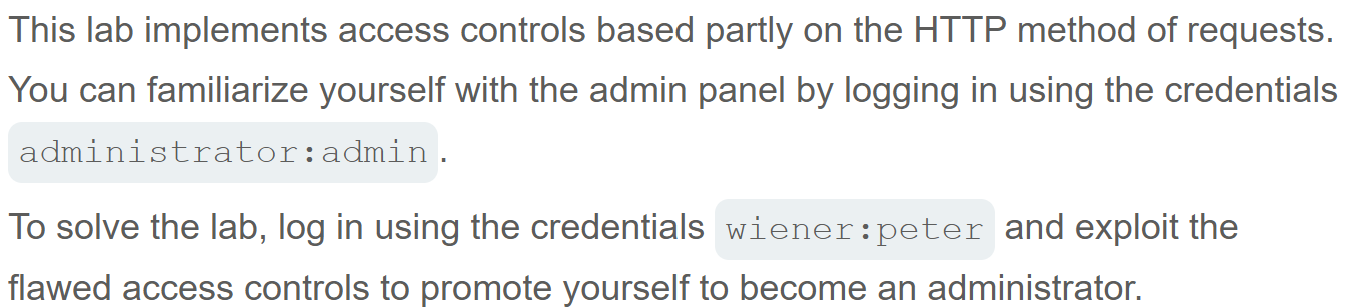 This lab implements access controls based partly on the HTTP method of requests.
You can familiarize yourself with the admin panel by logging in using the credentials
administrator:admin.
To solve the lab, log in using the credentials wiener:peter and exploit the
flawed access controls to promote yourself to become an administrator.